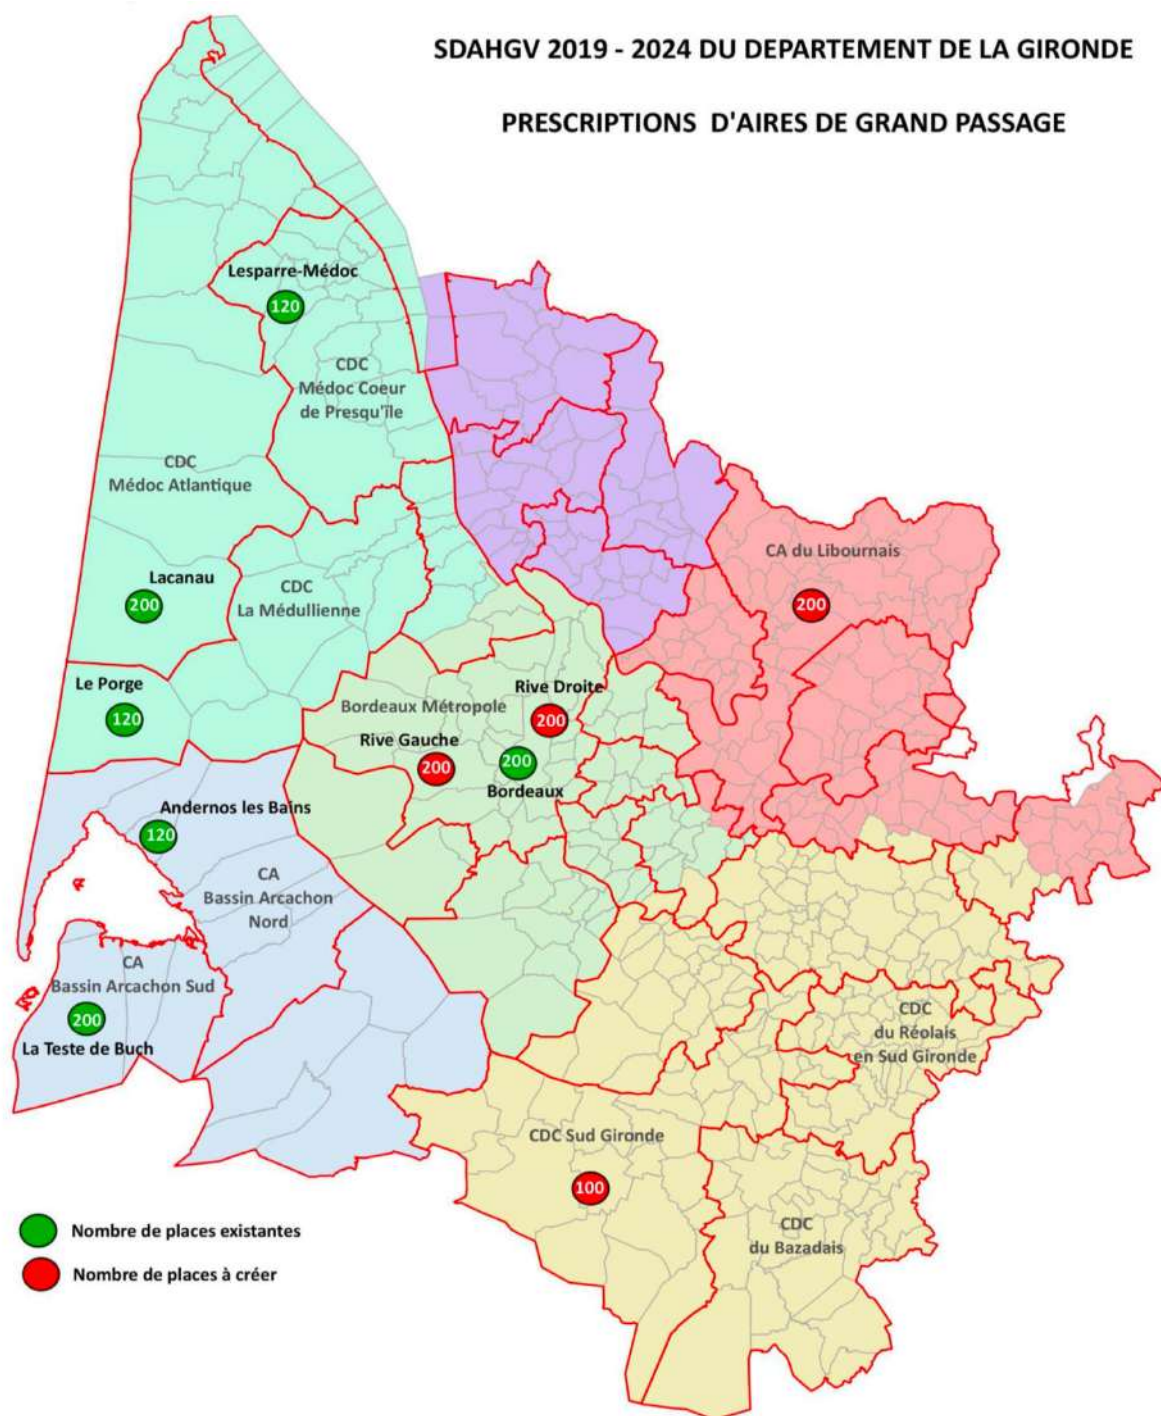 SDAHGV 2019 - 2024 DU DEPARTEMENT DE LA GIRONDE
PRESCRIPTIONS D'AIRES DE GRAND PASSAGE
Lesparre-Médoc
120
CDC
Médoc Coeur
de Presqu'île
CDC
Médoc Atlantique
CA du Libournais
200
Lacanau
200
CDC
La Médullienne
Le Porge
120
Rive Droite
200
Bordeaux Métropole
Rive Gauche
200
200
Bordeaux
Andernos les Bains
120
CA
Bassin Arcachon
Nord
CA
Bassin Arcachon Sud
200
La Teste de Buch
CDC
du Réolais
en Sud Gironde
CDC Sud Gironde
100
CDC
du Bazadais
Nombre de places existantes
Nombre de places à créer